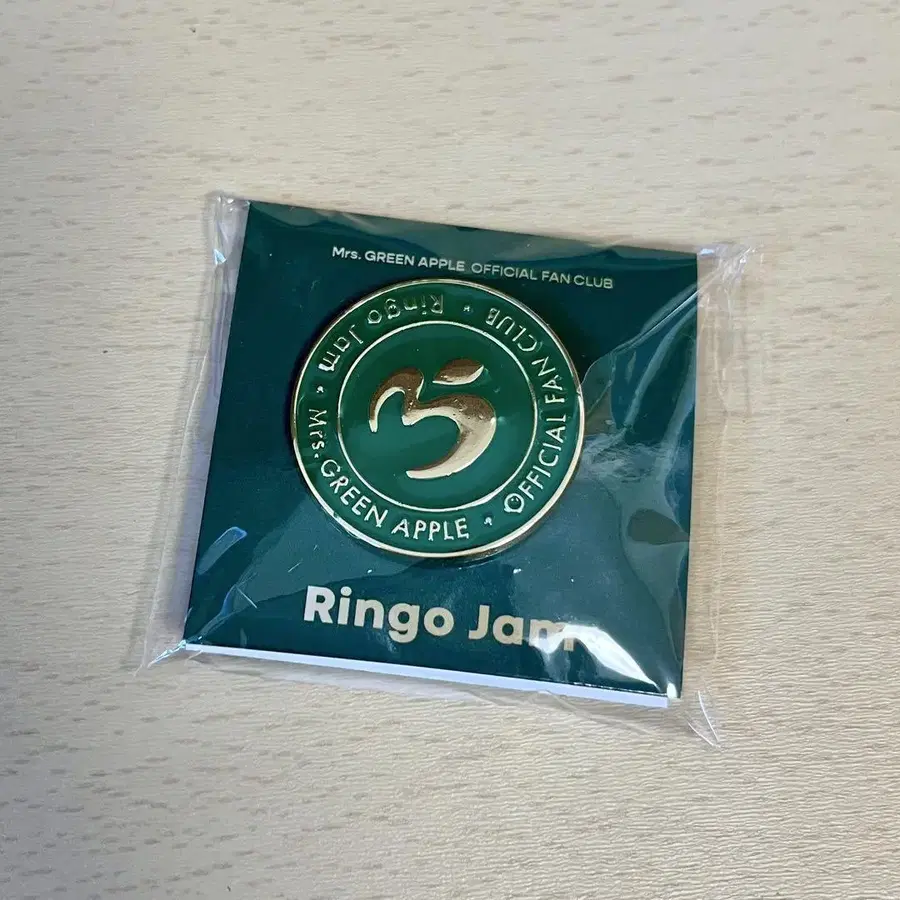 Mrs. GREEN APPLE OFFICIAL FAN CLUB
Ringo Jam • Mrs. GREEN APPLE • OFFICIAL FAN CLUB •
Ringo Jam